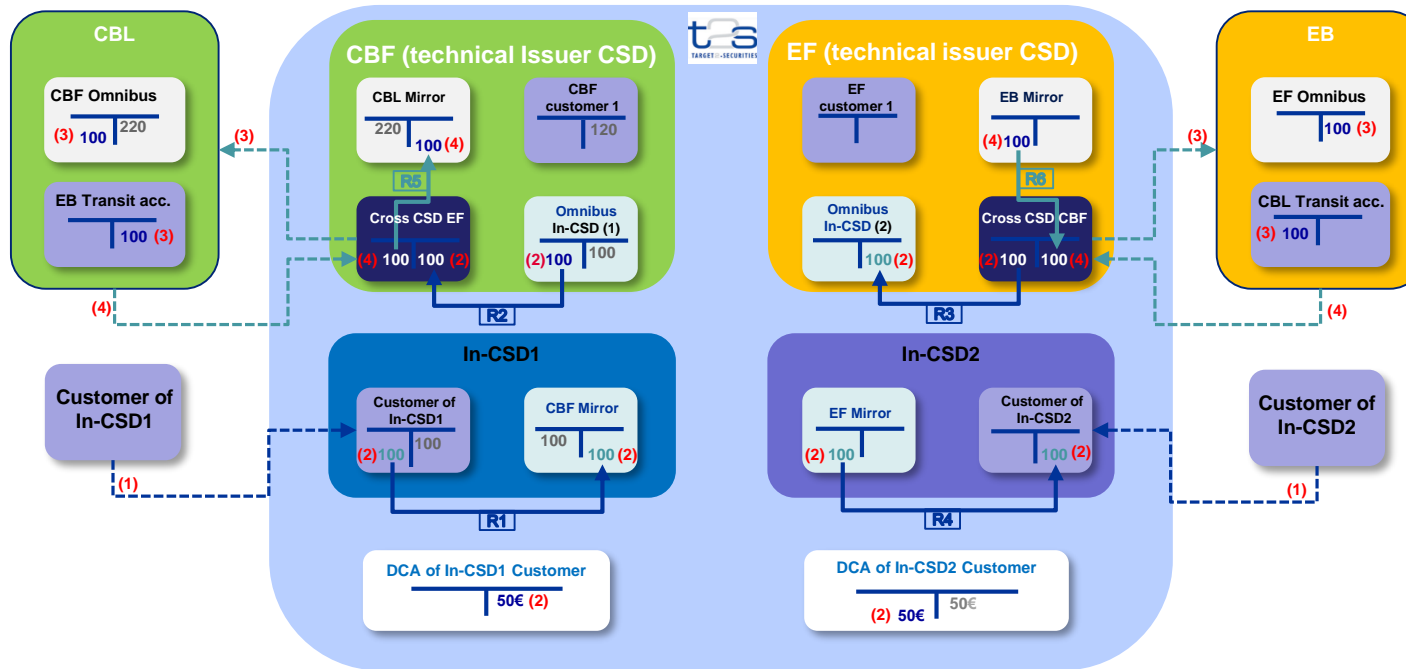 CBL
CBF Omnibus
220
(3) 100
EB Transit acc.
100 (3)
(3)
(4)
t2s
TARGET2-SECURITIES
CBF (technical Issuer CSD)
CBL Mirror
220
100 (4)
CBF
customer 1
120
R5
Cross CSD EF
(4) 100 100 (2)
Omnibus
In-CSD (1)
100
(2) 100
R2
EF (technical issuer CSD)
EF
customer 1
EB Mirror
(4) 100
R6
Omnibus
In-CSD (2)
100 (2)
Cross CSD CBF
(2) 100 100 (4)
R3
EB
EF Omnibus
100 (3)
CBL Transit acc.
(3) 100
(3)
(4)
Customer of
In-CSD1
(1)
In-CSD1
Customer of
In-CSD1
100
(2) 100
CBF Mirror
100
100 (2)
R1
In-CSD2
EF Mirror
(2) 100
Customer of
In-CSD2
100 (2)
R4
Customer of
In-CSD2
(1)
DCA of In-CSD1 Customer
50€ (2)
DCA of In-CSD2 Customer
50€
(2) 50€